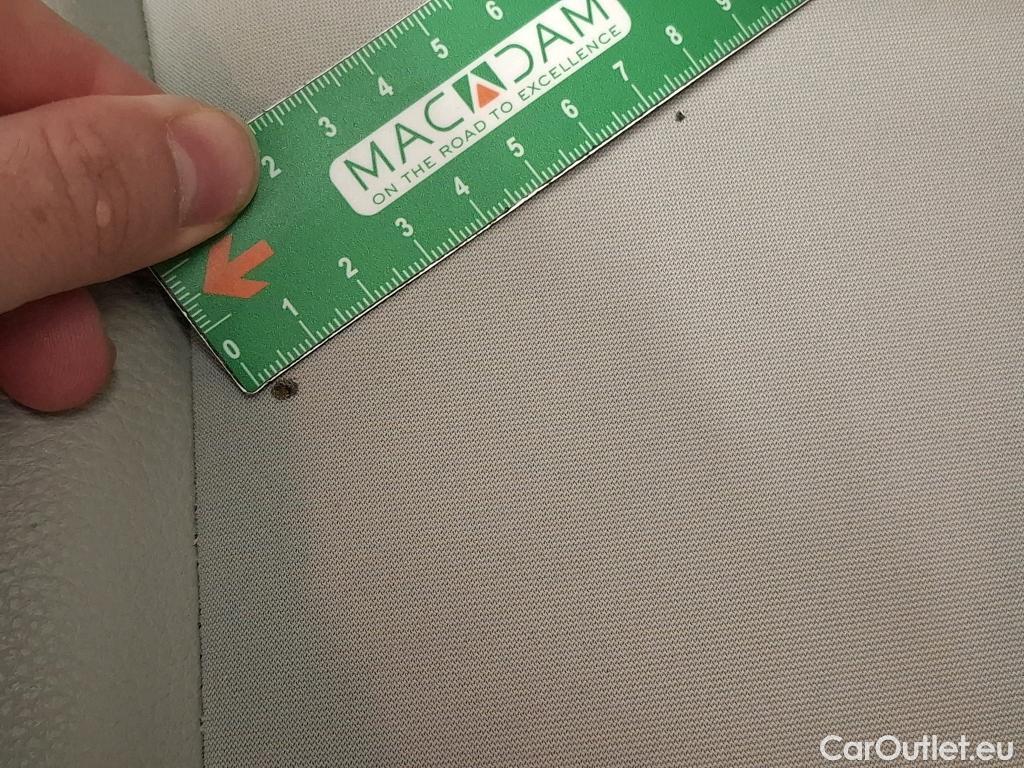 2 3 4 5 6
MACADAM
ON THE ROAD TO EXCELLENCE
0 1 2 3 4 5 6 7 8 9
CarOutlet.eu